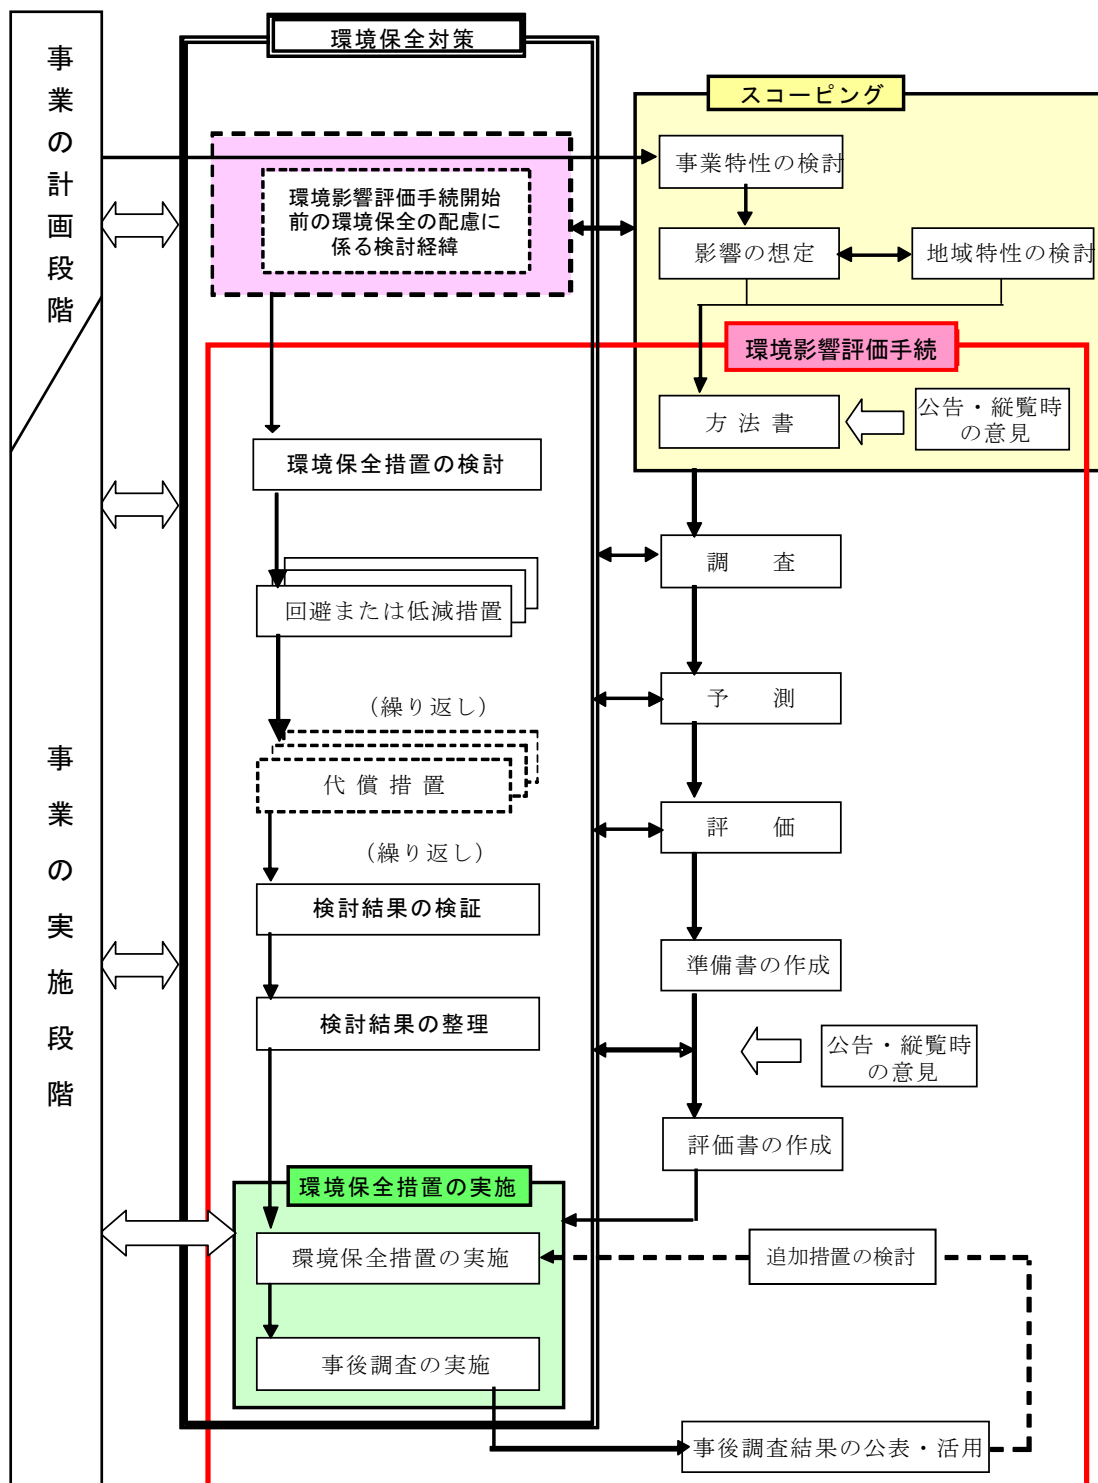 事業の計画段階
事業の実施段階
環境保全対策
環境影響評価手続開始
前の環境保全の配慮に
係る検討経緯
環境保全措置の検討
回避または低減措置
（繰り返し）
代償措置
（繰り返し）
検討結果の検証
検討結果の整理
環境保全措置の実施
環境保全措置の実施
事後調査の実施
スコーピング
事業特性の検討
影響の想定
地域特性の検討
環境影響評価手続
方法書
公告・縦覧時
の意見
調　査
予　測
評　価
準備書の作成
公告・縦覧時
の意見
評価書の作成
追加措置の検討
事後調査結果の公表・活用